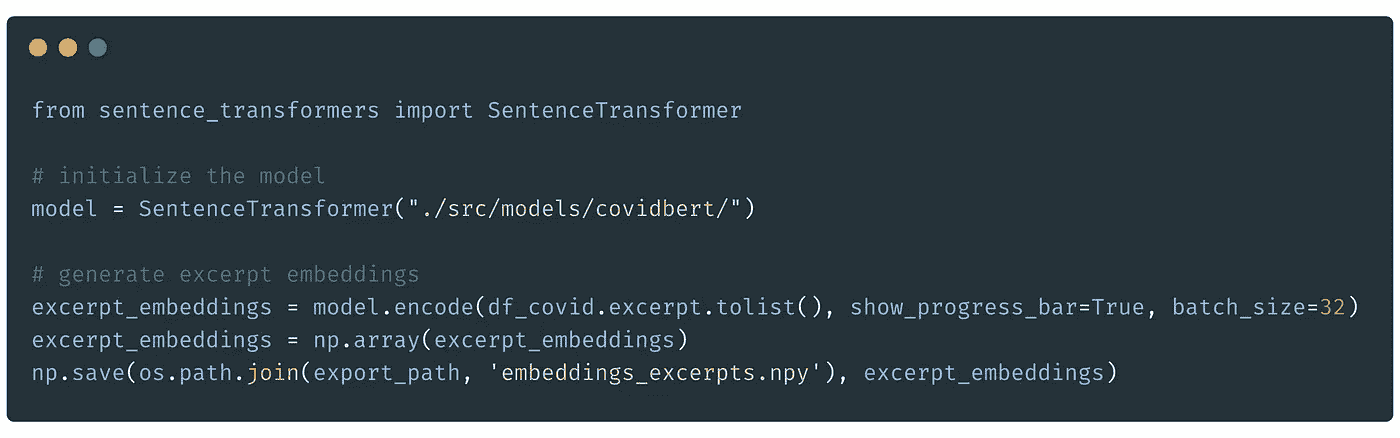 from sentence_transformers import SentenceTransformer
# initialize the model
model = SentenceTransformer("./src/models/covidbert/")
# generate excerpt embeddings
excerpt_embeddings = model.encode(df_covid.excerpt.tolist(), show_progress_bar=True, batch_size=32)
excerpt_embeddings = np.array(excerpt_embeddings)
np.save(os.path.join(export_path, 'embeddings_excerpts.npy'), excerpt_embeddings)